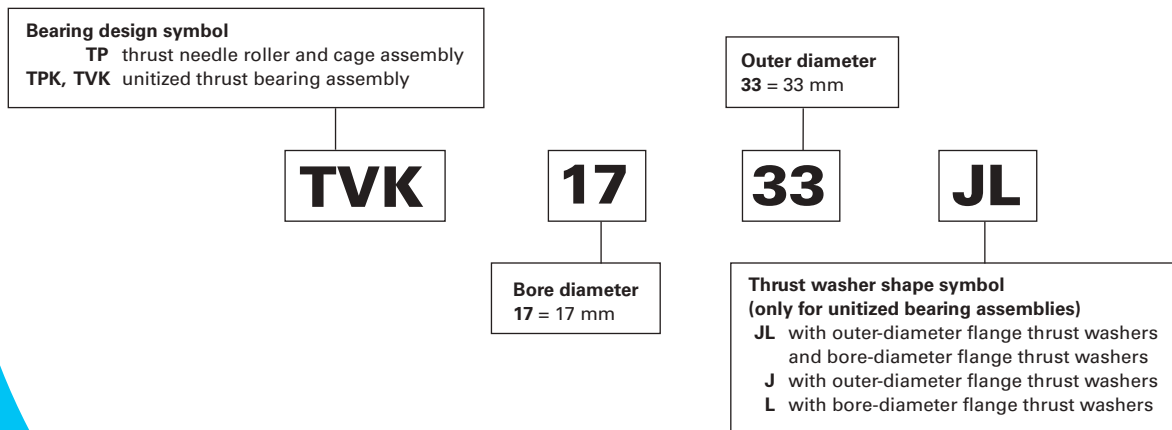 Bearing design symbol
TP thrust needle roller and cage assembly
TPK, TVK unitized thrust bearing assembly
Outer diameter
33 = 33 mm
TVK
17
33
JL
Bore diameter
17 = 17 mm
Thrust washer shape symbol
(only for unitized bearing assemblies)
JL with outer-diameter flange thrust washers
and bore-diameter flange thrust washers
J with outer-diameter flange thrust washers
L with bore-diameter flange thrust washers